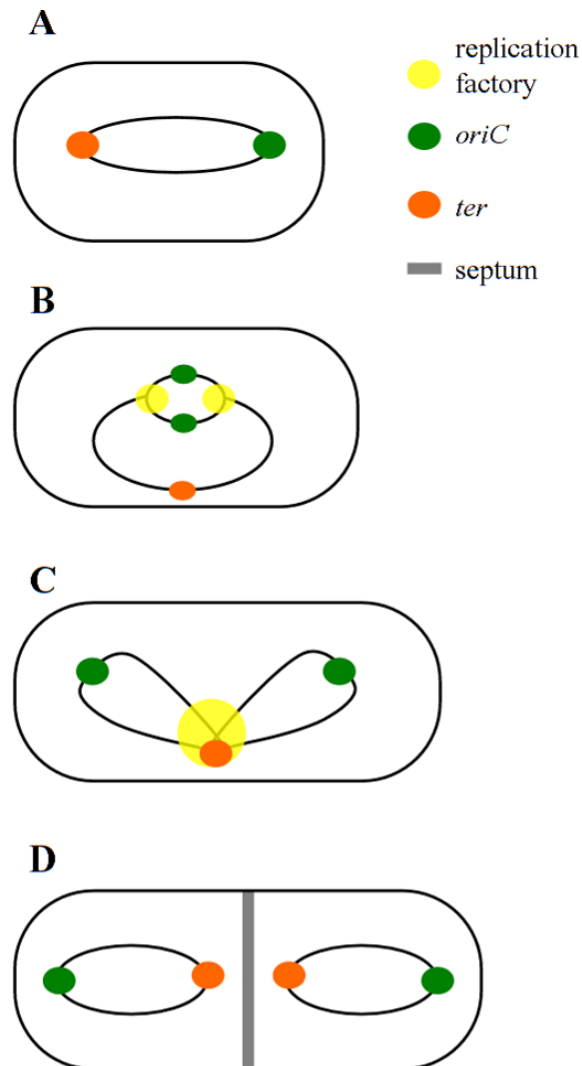 A
replication
factory
oriC
ter
septum
B
C
D